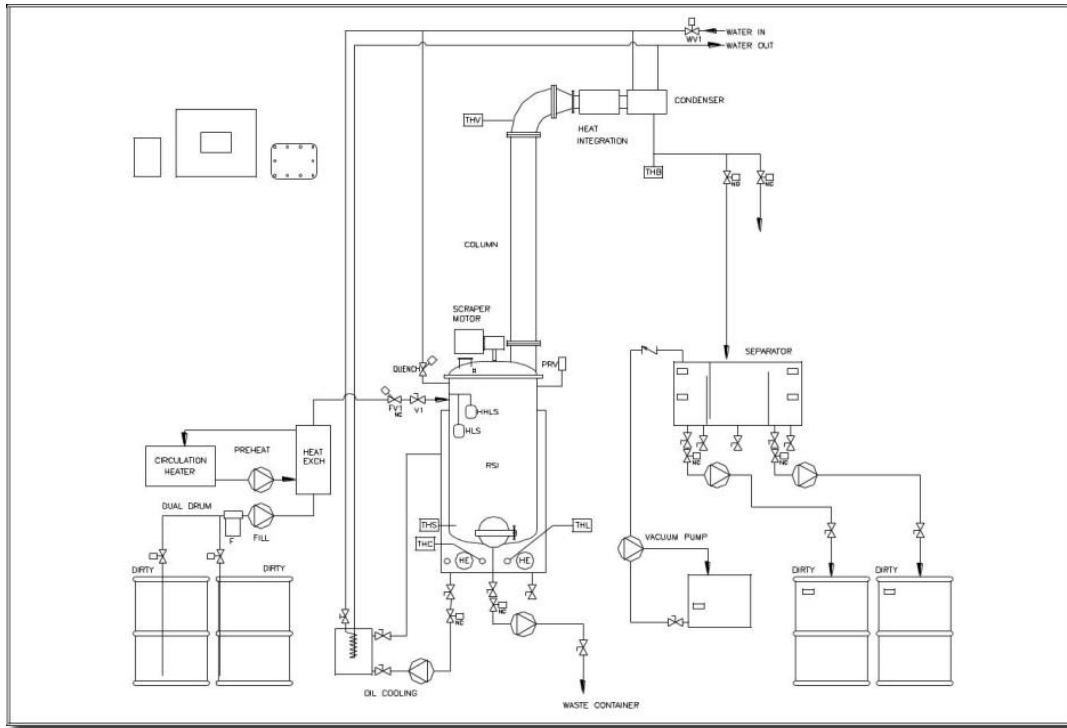 WATER IN
WV1
WATER OUT
CONDENSER
THV
HEAT
INTEGRATION
THB
NO
NC
COLUMN
SCRAPER
MOTOR
QUENCH
PRV
SEPARATOR
FV1
NC
V1
HHLS
HLS
PREHEAT
HEAT
EXCH
CIRCULATION
HEATER
RSI
NC
NC
DUAL DRUM
F
FILL
THS
THL
THC
HE
HE
VACUUM PUMP
DIRTY
DIRTY
DIRTY
DIRTY
NC
NC
OIL COOLING
WASTE CONTAINER